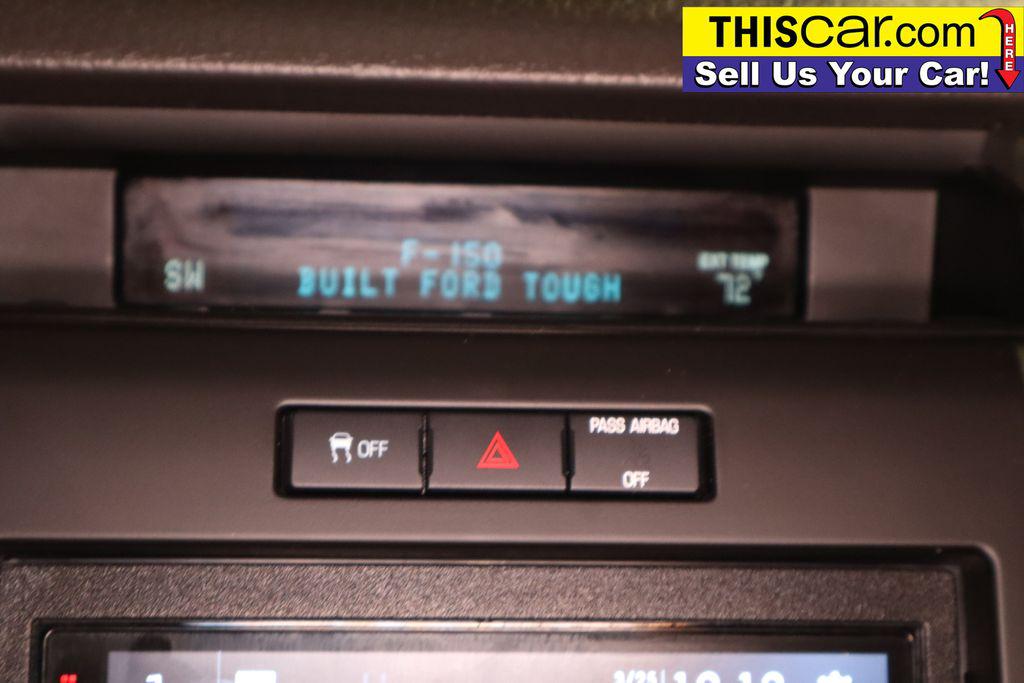 THISCar.com
HERE
Sell Us Your Car!
F-150
SW
EXT TEMP
BUILT FORD TOUGH
72°
OFF
PASS AIRBAG
OFF